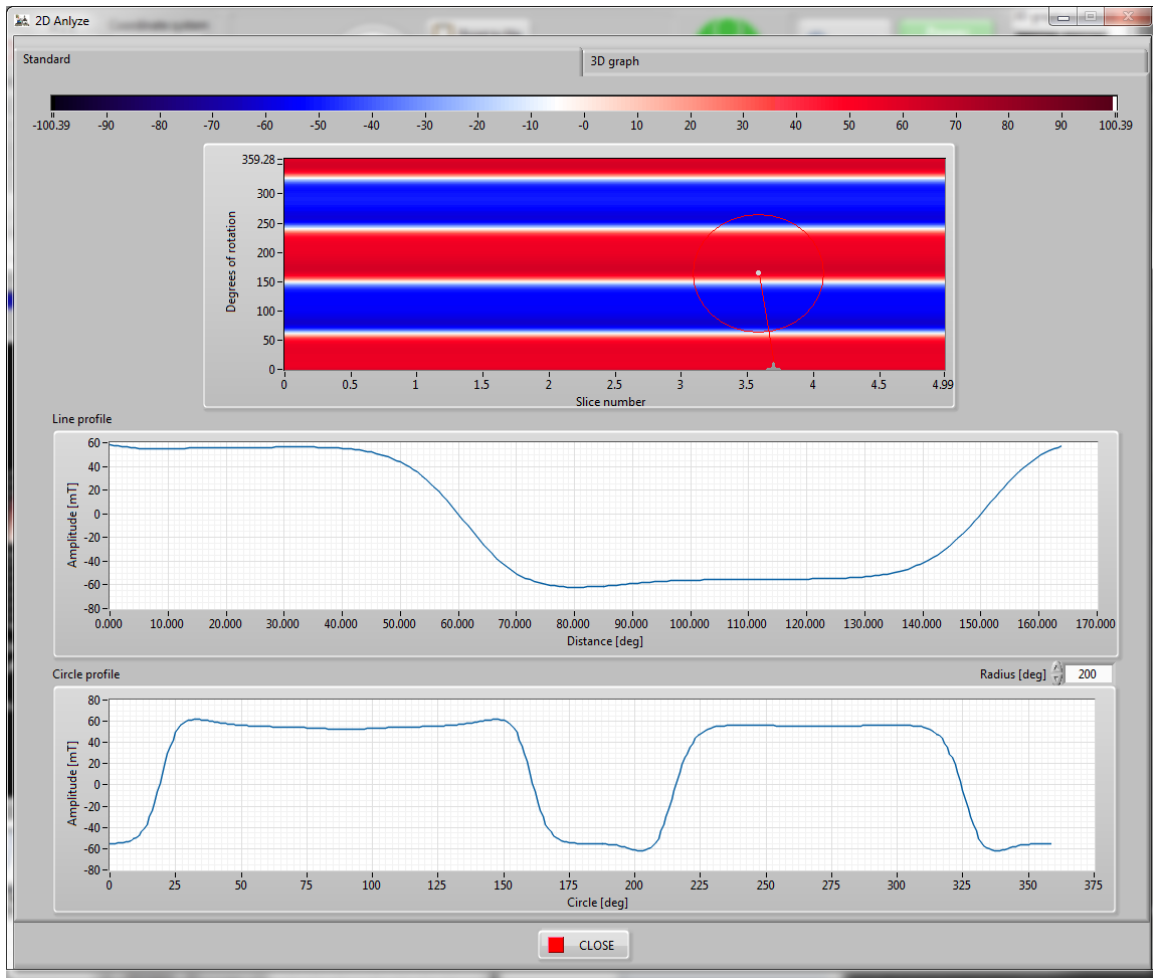 2D Anlyze
Standard
3D graph
-100.39 -90 -80 -70 -60 -50 -40 -30 -20 -10 -0 10 20 30 40 50 60 70 80 90 100.39
359.28
300
250
200
150
100
50
0
Degrees of rotation
0 0.5 1 1.5 2 2.5 3 3.5 4 4.5 4.99
Slice number
Line profile
60
40
20
0
-20
-40
-60
-80
Amplitude [mT]
0.000 10.000 20.000 30.000 40.000 50.000 60.000 70.000 80.000 90.000 100.000 110.000 120.000 130.000 140.000 150.000 160.000 170.000
Distance [deg]
Circle profile
Radius [deg] 200
80
60
40
20
0
-20
-40
-60
-80
Amplitude [mT]
0 25 50 75 100 125 150 175 200 225 250 275 300 325 350 375
Circle [deg]
CLOSE